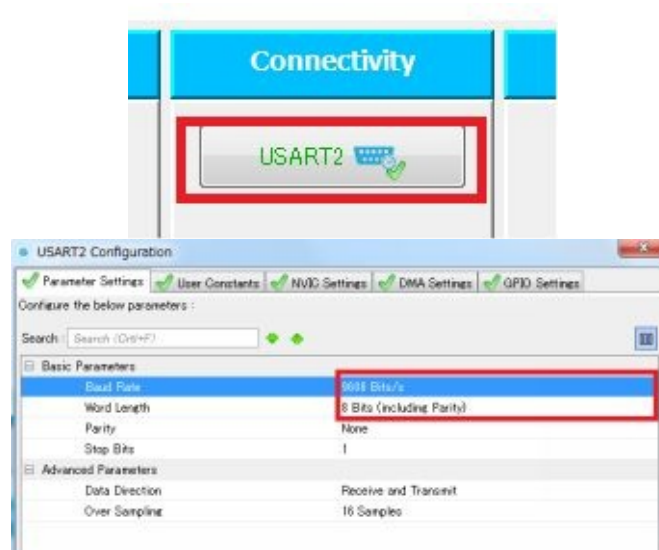 Connectivity
USART2
USART2 Configuration
Parameter Settings User Constants NVIC Settings DMA Settings GPIO Settings
Configure the below parameters :
Search : Search (Crtl+F)
Basic Parameters
Baud Rate Bits/s
Word Length 8 Bits (including Parity)
Parity None
Stop Bits 1
Advanced Parameters
Data Direction Receive and Transmit
Over Sampling 16 Samples